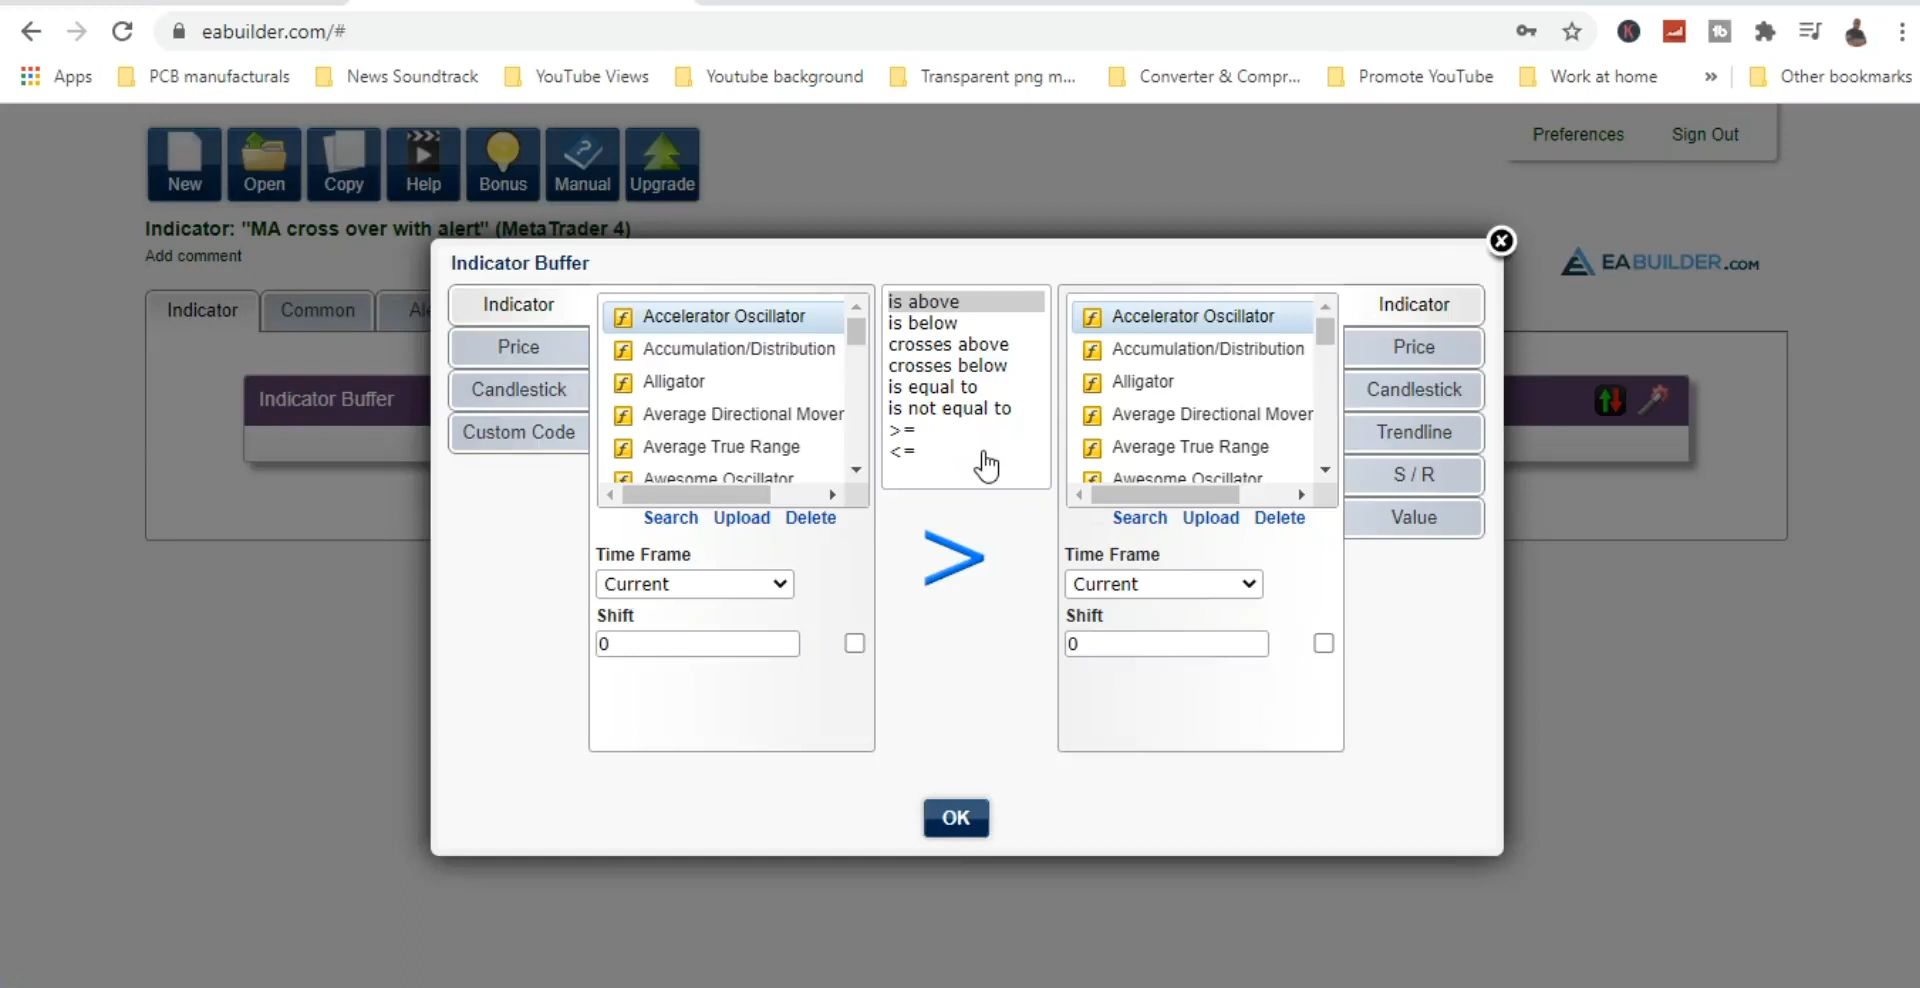 eabuilder.com/#
Apps
PCB manufacturals
News Soundtrack
YouTube Views
Youtube background
Transparent png m...
Converter & Compr...
Promote YouTube
Work at home
»
Other bookmarks
New
Open
Copy
Help
Bonus
Manual
Upgrade
Preferences
Sign Out
Indicator: "MA cross over with alert" (MetaTrader 4)
Add comment
EABUILDER.COM
Indicator
Common
Indicator Buffer
Indicator Buffer
Indicator
Price
Candlestick
Custom Code
Accelerator Oscillator
Accumulation/Distribution
Alligator
Average Directional Mover
Average True Range
Awesome Oscillator
Search Upload Delete
Time Frame
Current
Shift
0
is above
is below
crosses above
crosses below
is equal to
is not equal to
>=
<=
>
Accelerator Oscillator
Accumulation/Distribution
Alligator
Average Directional Mover
Average True Range
Awesome Oscillator
Search Upload Delete
Time Frame
Current
Shift
0
Indicator
Price
Candlestick
Trendline
S / R
Value
OK